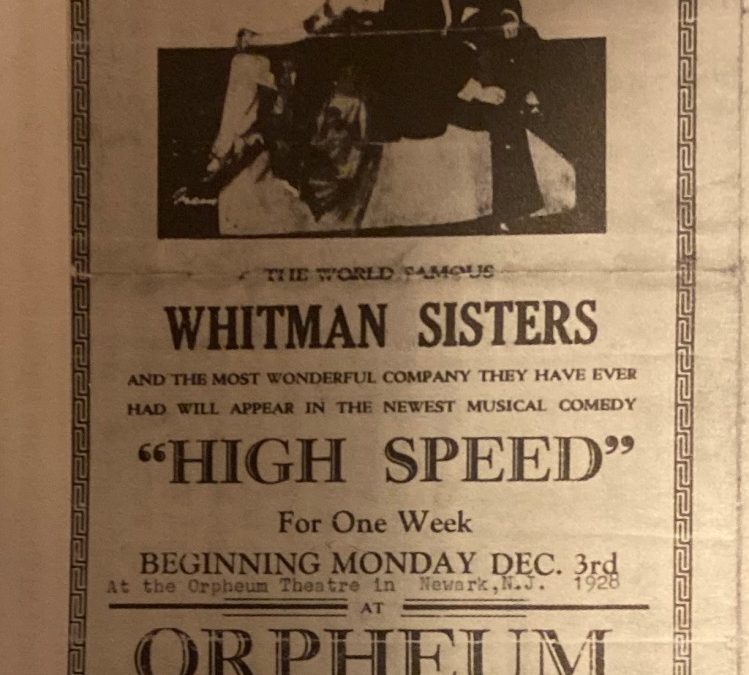 THE WORLD FAMOUS
WHITMAN SISTERS
AND THE MOST WONDERFUL COMPANY THEY HAVE EVER
HAD WILL APPEAR IN THE NEWEST MUSICAL COMEDY
“HIGH SPEED”
For One Week
BEGINNING MONDAY DEC. 3rd
At the Orpheum Theatre in Newark,N.J. 1928
AT
ORPHEUM